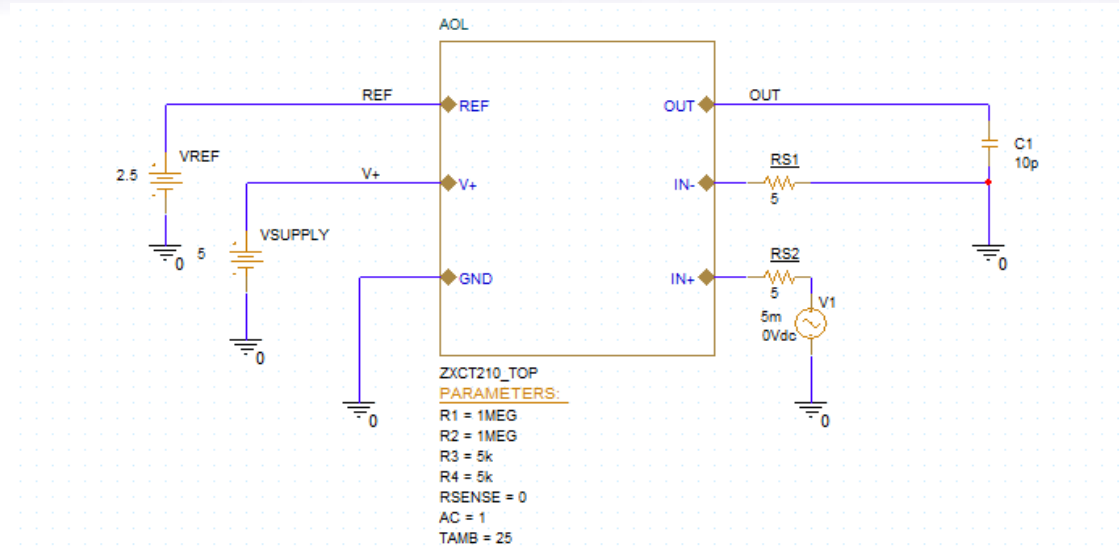 AOL
REF
REF
OUT
OUT
VREF
2.5
C1
10p
RS1
V+
V+
IN-
5
VSUPPLY
5
0
0
RS2
GND
IN+
5
V1
5m
0Vdc
0
ZXCT210_TOP
PARAMETERS:
R1 = 1MEG
0
0
R2 = 1MEG
R3 = 5k
R4 = 5k
RSENSE = 0
AC = 1
TAMB = 25